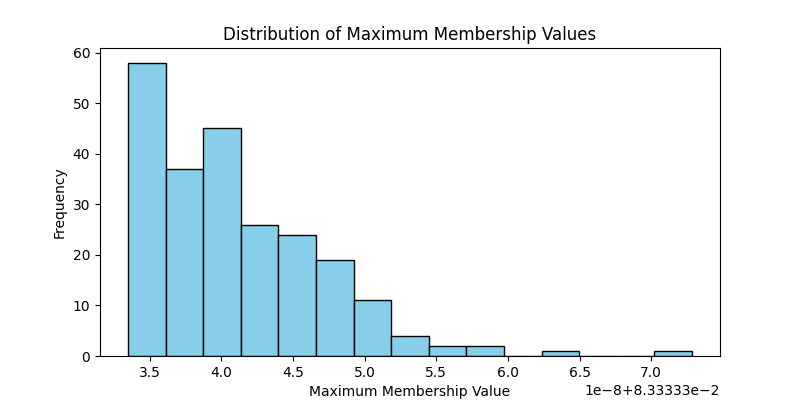 Distribution of Maximum Membership Values
60
50
40
30
20
10
0
Frequency
3.5 4.0 4.5 5.0 5.5 6.0 6.5 7.0
Maximum Membership Value
1e−8+8.33333e−2